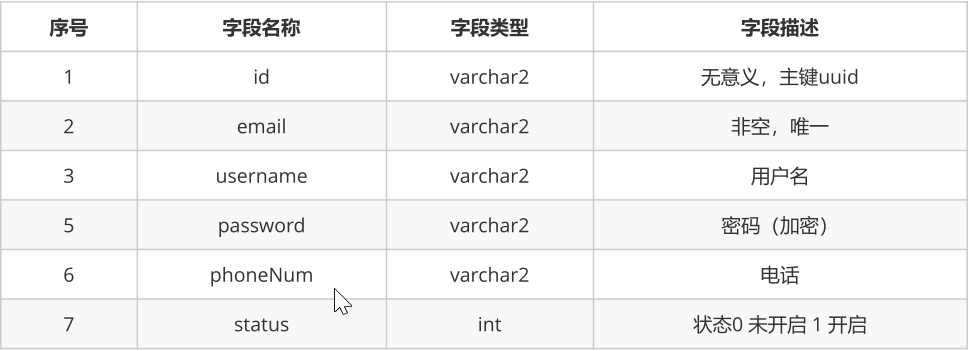 序号 字段名称 字段类型 字段描述
1 id varchar2 无意义，主键uuid
2 email varchar2 非空，唯一
3 username varchar2 用户名
5 password varchar2 密码（加密）
6 phoneNum varchar2 电话
7 status int 状态0 未开启 1 开启